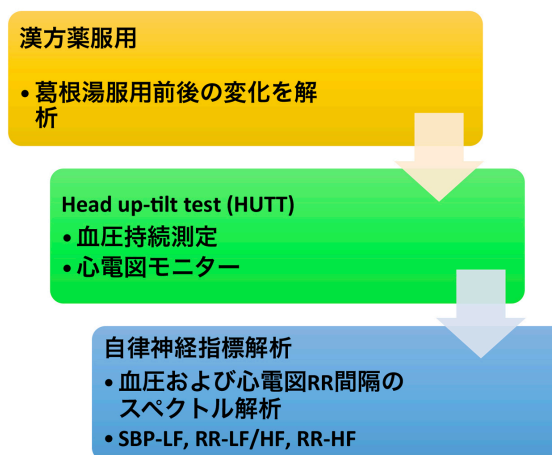 漢方薬服用
• 葛根湯服用前後の変化を解
析
Head up-tilt test (HUTT)
• 血圧持続測定
• 心電図モニター
自律神経指標解析
• 血圧および心電図RR間隔の
スペクトル解析
• SBP-LF, RR-LF/HF, RR-HF